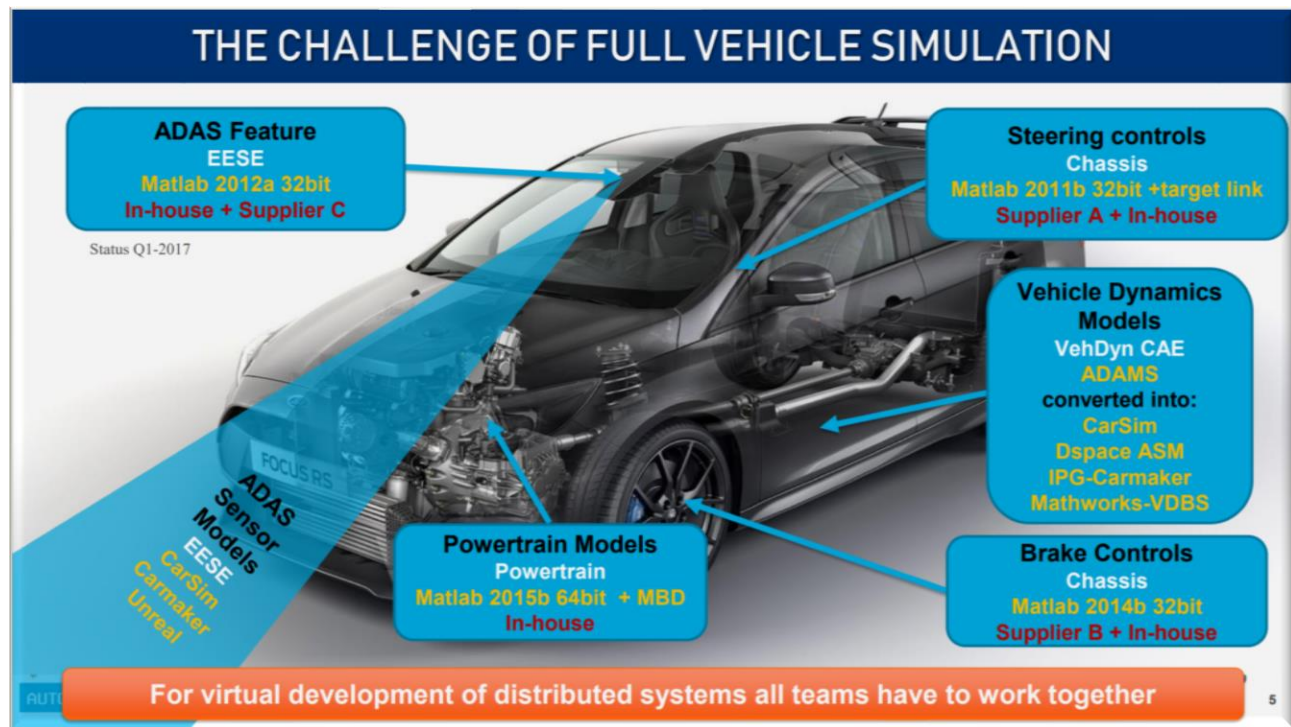 THE CHALLENGE OF FULL VEHICLE SIMULATION
ADAS Feature
EESE
Matlab 2012a 32bit
In-house + Supplier C
Status Q1-2017
Steering controls
Chassis
Matlab 2011b 32bit +target link
Supplier A + In-house
Vehicle Dynamics
Models
VehDyn CAE
ADAMS
converted into:
CarSim
Dspace ASM
IPG-Carmaker
Mathworks-VDBS
FOCUS RS
ADAS
Sensor
Models
EESE
CarSim
Carmaker
Unreal
Powertrain Models
Powertrain
Matlab 2015b 64bit + MBD
In-house
Brake Controls
Chassis
Matlab 2014b 32bit
Supplier B + In-house
For virtual development of distributed systems all teams have to work together
5